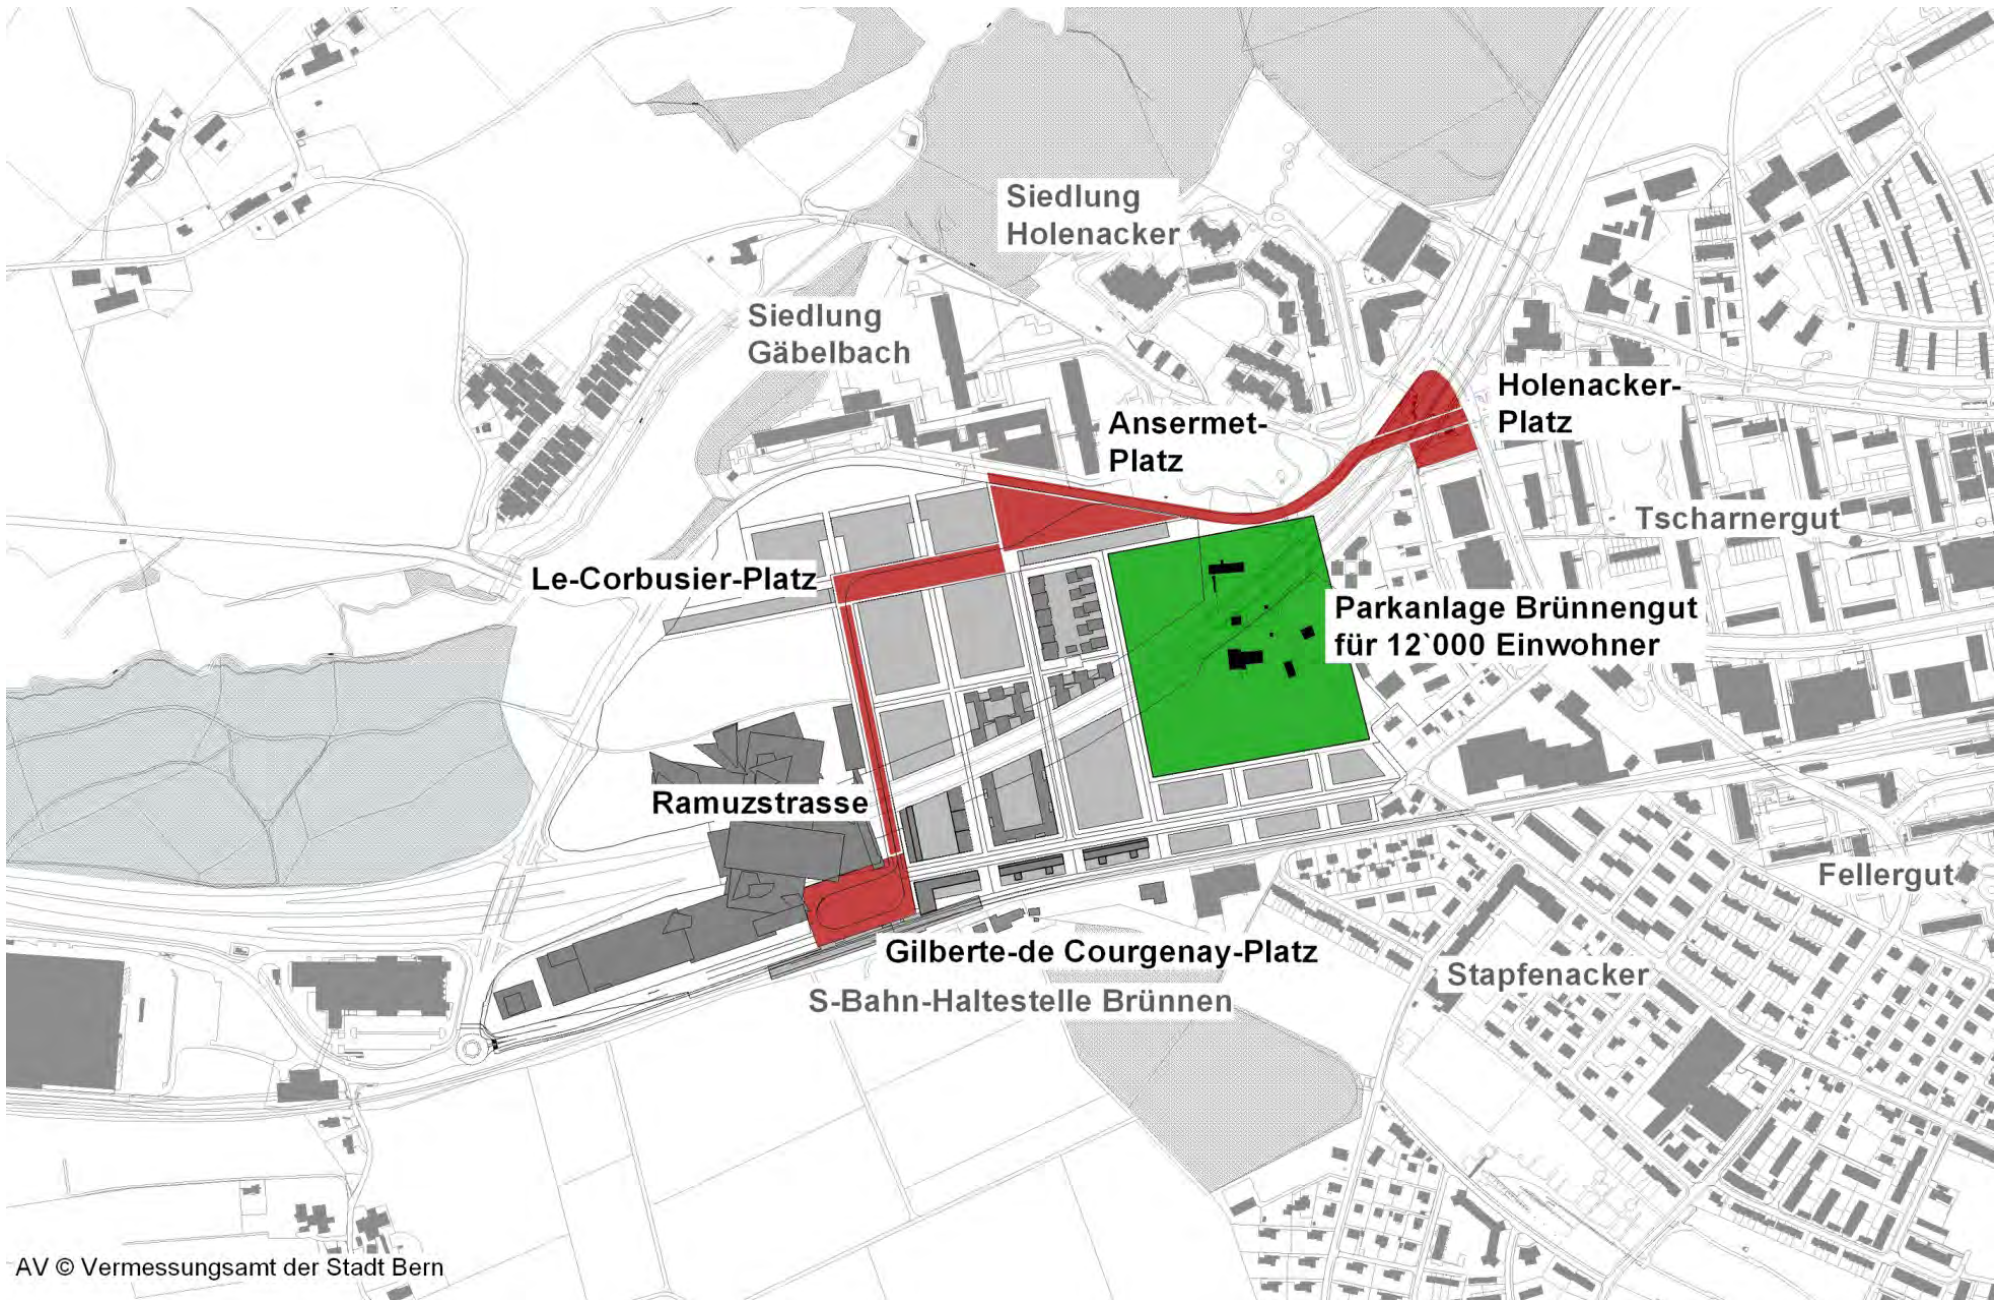 Siedlung
Holenacker
Siedlung
Gäbelbach
Holenacker-
Platz
Ansermet-
Platz
Tscharnergut
Le-Corbusier-Platz
Parkanlage Brünnengut
für 12`000 Einwohner
Ramuzstrasse
Fellergut
Gilberte-de Courgenay-Platz
Stapfenacker
S-Bahn-Haltestelle Brünnen
AV © Vermessungsamt der Stadt Bern